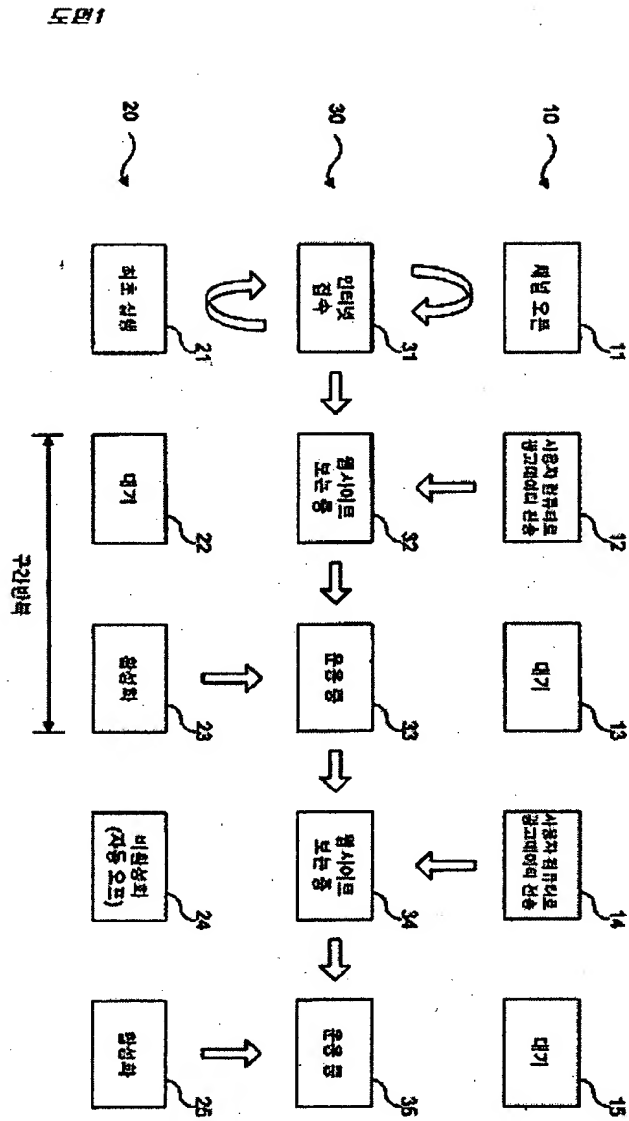 도면1
10
채널 오픈
11
사용자 컴퓨터로
광고데이터 전송
12
대기
13
사용자 컴퓨터로
광고데이터 전송
14
대기
15
30
인터넷
접속
31
웹사이트
보는 중
32
운용 중
33
웹사이트
보는 중
34
운용 중
35
20
최초 실행
21
대기
22
활성화
23
비활성화
(자동 오프)
24
활성화
25
구간반복